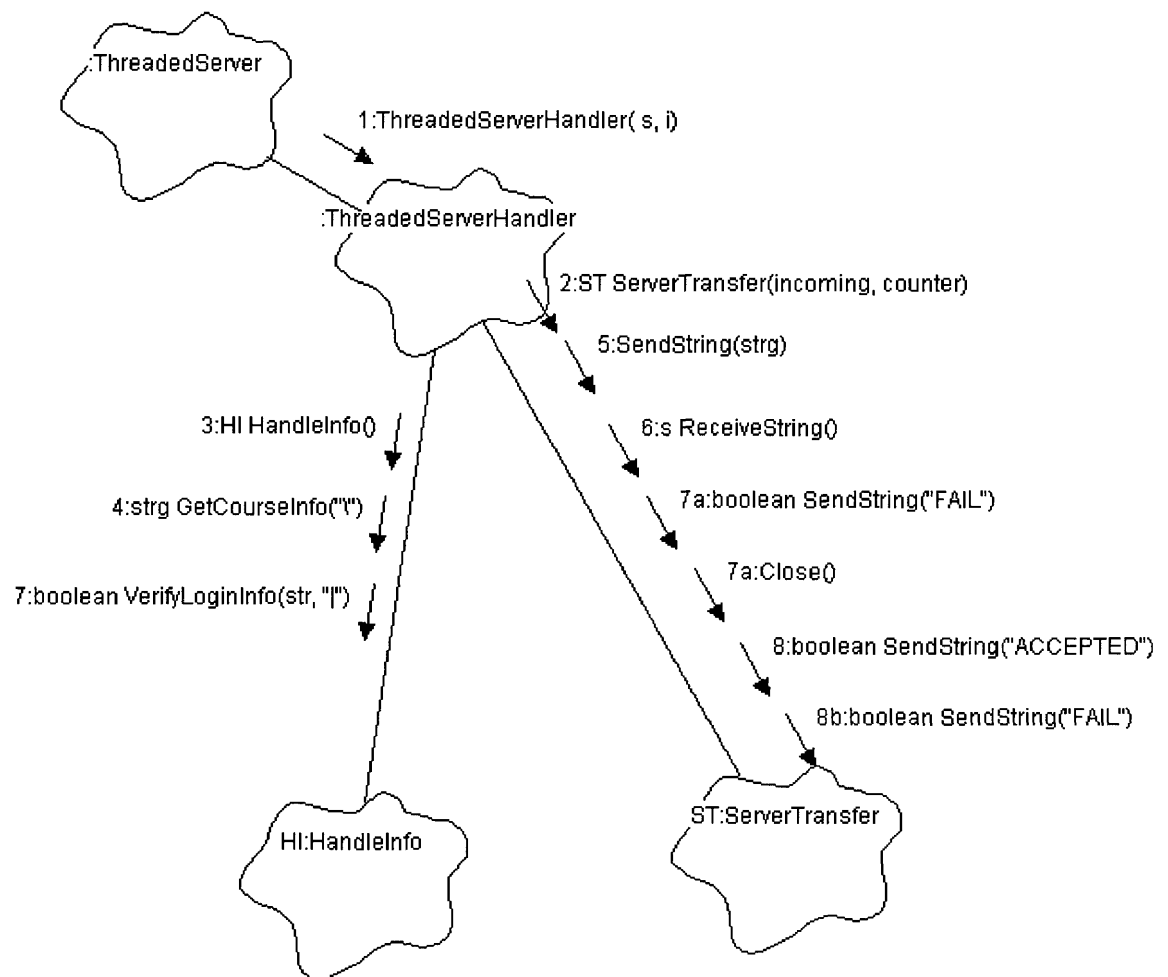 :ThreadedServer
1:ThreadedServerHandler( s, i)
:ThreadedServerHandler
2:ST ServerTransfer(incoming, counter)
5:SendString(strg)
3:HI HandleInfo()
6:s ReceiveString()
4:strg GetCourseInfo("\")
7a:boolean SendString("FAIL")
7a:Close()
7:boolean VerifyLoginInfo(str, "|")
8:boolean SendString("ACCEPTED")
8b:boolean SendString("FAIL")
ST:ServerTransfer
HI:HandleInfo